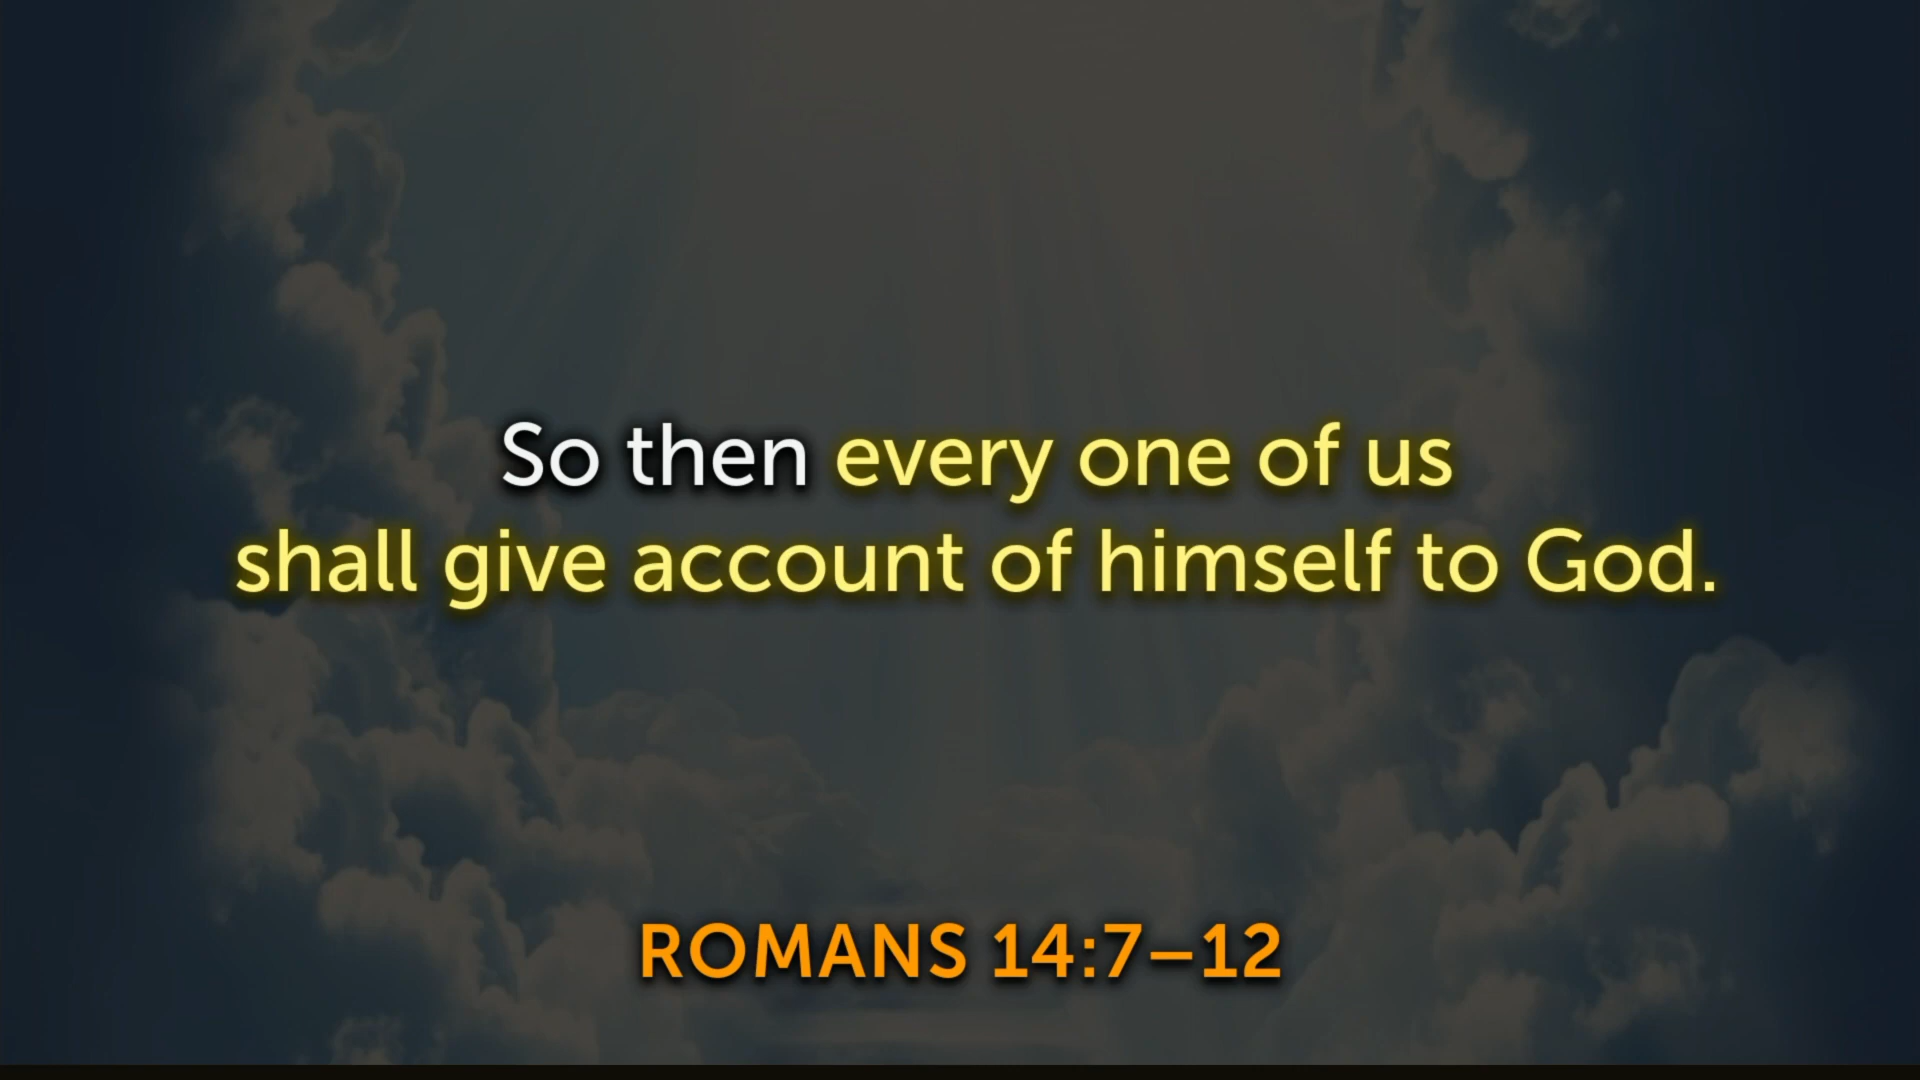 So then every one of us
shall give account of himself to God.
ROMANS 14:7–12